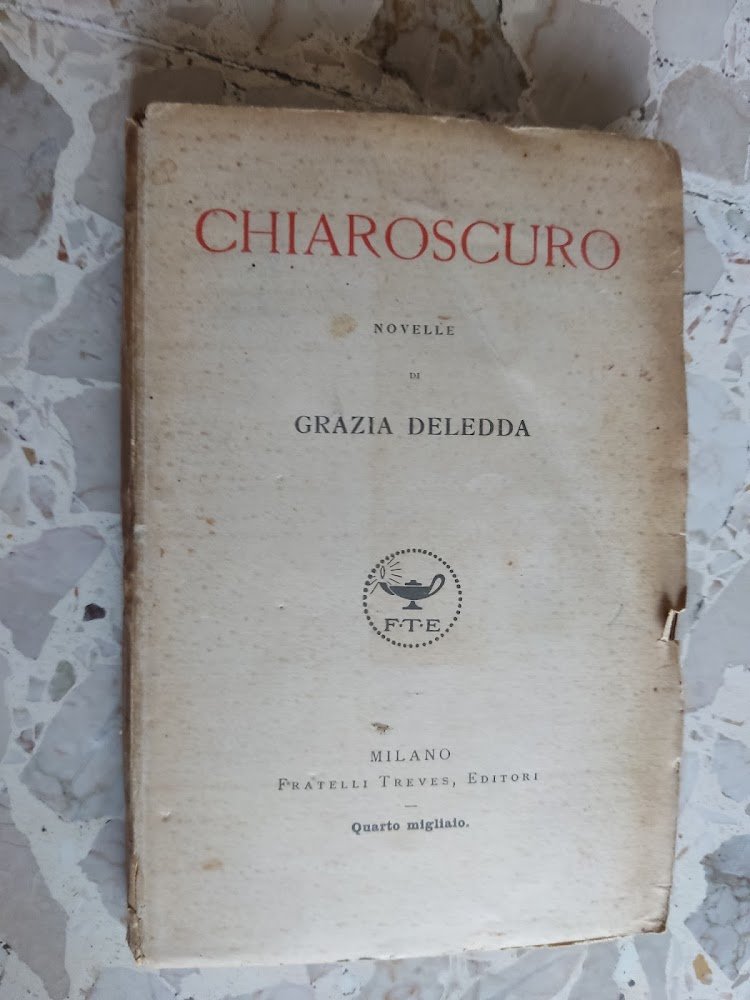 CHIAROSCURO
NOVELLE
DI
GRAZIA DELEDDA
F·T·E·
MILANO
FRATELLI TREVES, EDITORI
—
Quarto migliaio.